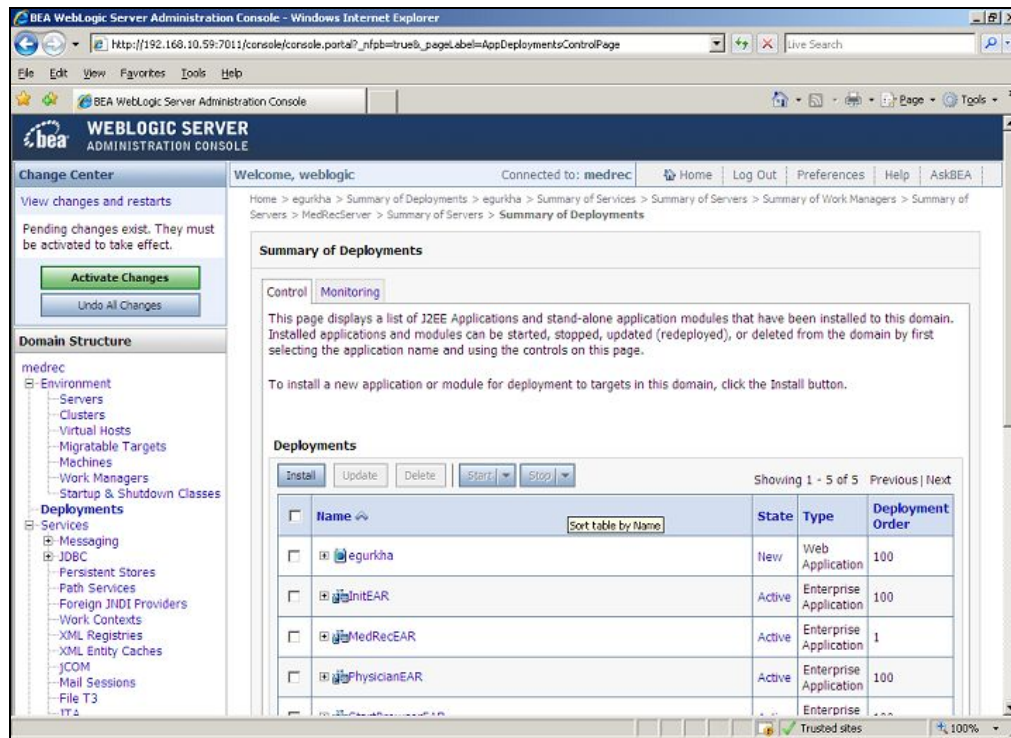 BEA WebLogic Server Administration Console - Windows Internet Explorer
http://192.168.10.59:7011/console/console.portal?_nfpb=true&_pageLabel=AppDeploymentsControlPage
Live Search
File Edit View Favorites Tools Help
BEA WebLogic Server Administration Console
Page Tools
bea
WEBLOGIC SERVER
ADMINISTRATION CONSOLE
Change Center
View changes and restarts
Pending changes exist. They must
be activated to take effect.
Activate Changes
Undo All Changes
Domain Structure
medrec
Environment
Servers
Clusters
Virtual Hosts
Migratable Targets
Machines
Work Managers
Startup & Shutdown Classes
Deployments
Services
Messaging
JDBC
Persistent Stores
Path Services
Foreign JNDI Providers
Work Contexts
XML Registries
XML Entity Caches
jCOM
Mail Sessions
File T3
JTA
Welcome, weblogic
Connected to: medrec
Home Log Out Preferences Help AskBEA
Home > egurkha > Summary of Deployments > egurkha > Summary of Services > Summary of Servers > Summary of Work Managers > Summary of
Servers > MedRecServer > Summary of Servers > Summary of Deployments
Summary of Deployments
Control Monitoring
This page displays a list of J2EE Applications and stand-alone application modules that have been installed to this domain.
Installed applications and modules can be started, stopped, updated (redeployed), or deleted from the domain by first
selecting the application name and using the controls on this page.
To install a new application or module for deployment to targets in this domain, click the Install button.
Deployments
Install Update Delete Start Stop
Showing 1 - 5 of 5 Previous | Next
Name State Type Deployment Order
Sort table by Name
egurkha New Web Application 100
InitEAR Active Enterprise Application 100
MedRecEAR Active Enterprise Application 1
PhysicianEAR Active Enterprise Application 100
Enterprise
Trusted sites
100%